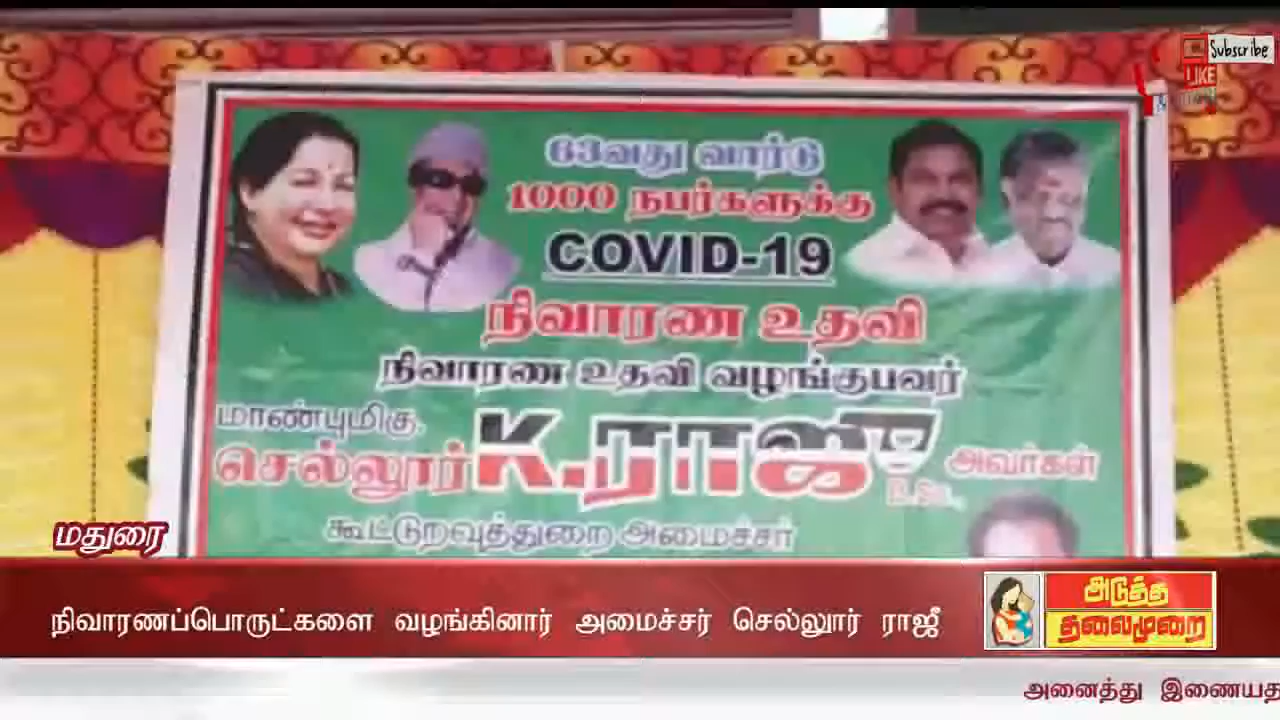 Subscribe
LIKE
63வது வார்டு
1000 நபர்களுக்கு
COVID-19
நிவாரண உதவி
நிவாரண உதவி வழங்குபவர்
மாண்புமிகு.
செல்லூர் K.ராஜூ அவர்கள்
B.Sc.,
கூட்டுறவுத்துறை அமைச்சர்
மதுரை
நிவாரணப்பொருட்களை வழங்கினார் அமைச்சர் செல்லூர் ராஜீ
அடுத்த
தலைமுறை
அனைத்து இணையத